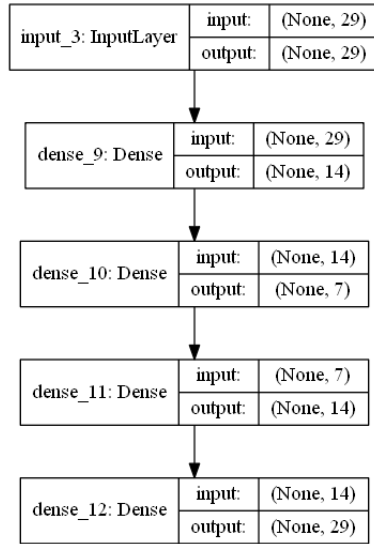 input_3: InputLayer
input: (None, 29)
output: (None, 29)
dense_9: Dense
input: (None, 29)
output: (None, 14)
dense_10: Dense
input: (None, 14)
output: (None, 7)
dense_11: Dense
input: (None, 7)
output: (None, 14)
dense_12: Dense
input: (None, 14)
output: (None, 29)